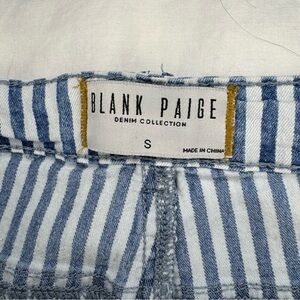 BLANK PAIGE
DENIM COLLECTION
S
MADE IN CHINA